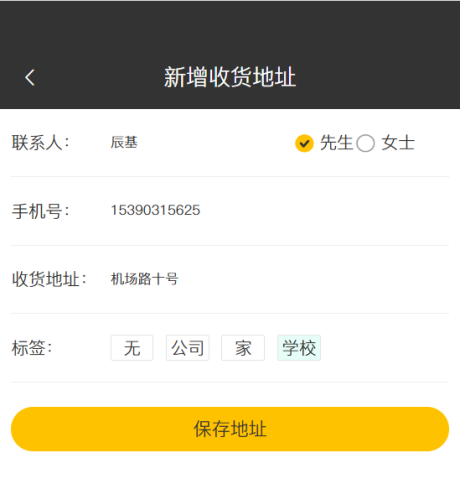 新增收货地址
联系人： 辰基 先生 女士
手机号： 15390315625
收货地址： 机场路十号
标签： 无 公司 家 学校
保存地址